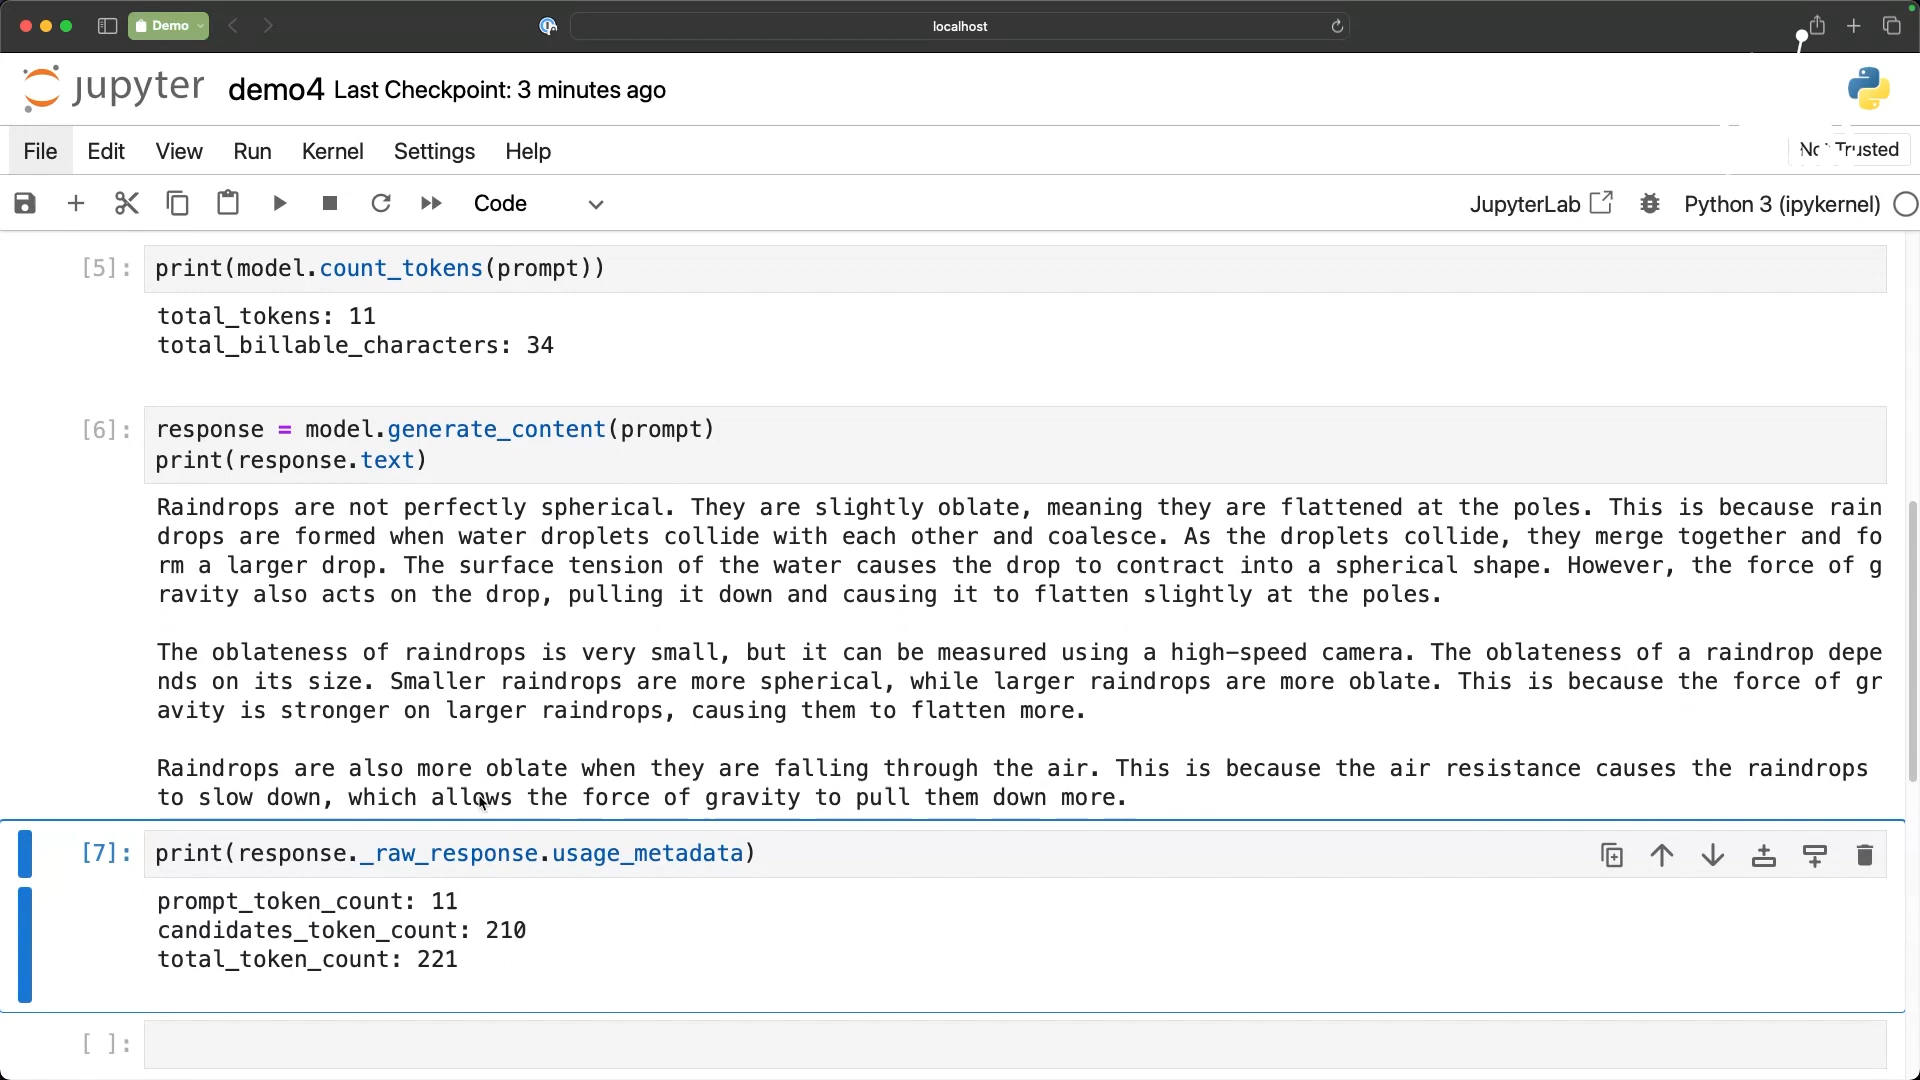 Demo
localhost
jupyter demo4 Last Checkpoint: 3 minutes ago
File Edit View Run Kernel Settings Help
Trusted
Code
JupyterLab Python 3 (ipykernel)
[5]: print(model.count_tokens(prompt))
total_tokens: 11
total_billable_characters: 34
[6]: response = model.generate_content(prompt)
print(response.text)
Raindrops are not perfectly spherical. They are slightly oblate, meaning they are flattened at the poles. This is because rain
drops are formed when water droplets collide with each other and coalesce. As the droplets collide, they merge together and fo
rm a larger drop. The surface tension of the water causes the drop to contract into a spherical shape. However, the force of g
ravity also acts on the drop, pulling it down and causing it to flatten slightly at the poles.
The oblateness of raindrops is very small, but it can be measured using a high-speed camera. The oblateness of a raindrop depe
nds on its size. Smaller raindrops are more spherical, while larger raindrops are more oblate. This is because the force of gr
avity is stronger on larger raindrops, causing them to flatten more.
Raindrops are also more oblate when they are falling through the air. This is because the air resistance causes the raindrops
to slow down, which allows the force of gravity to pull them down more.
[7]: print(response._raw_response.usage_metadata)
prompt_token_count: 11
candidates_token_count: 210
total_token_count: 221
[ ]: